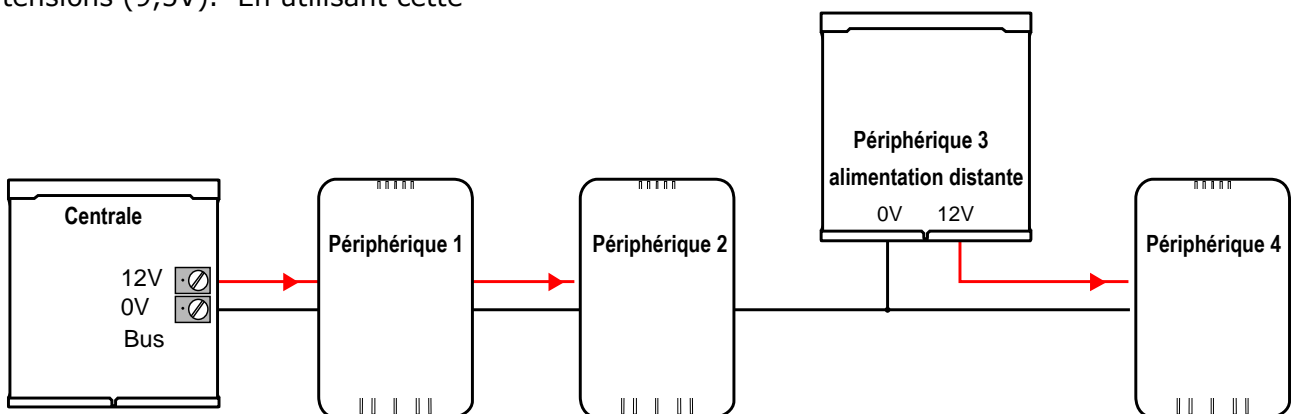 tensions (9,5V). En utilisant cette
Périphérique 3
alimentation distante
0V 12V
Centrale
12V
0V
Bus
Périphérique 1
Périphérique 2
Périphérique 4